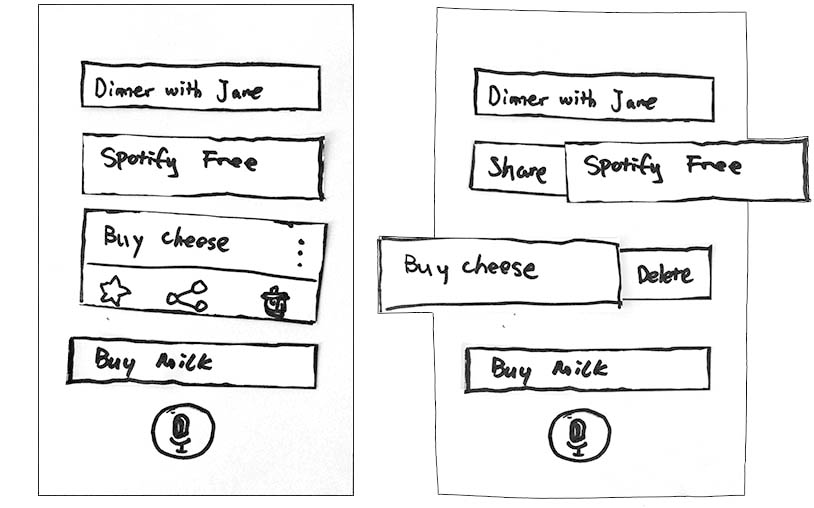 Dinner with Jane
Spotify Free
Buy cheese
Buy Milk
Dinner with Jane
Share
Spotify Free
Buy cheese
Delete
Buy Milk